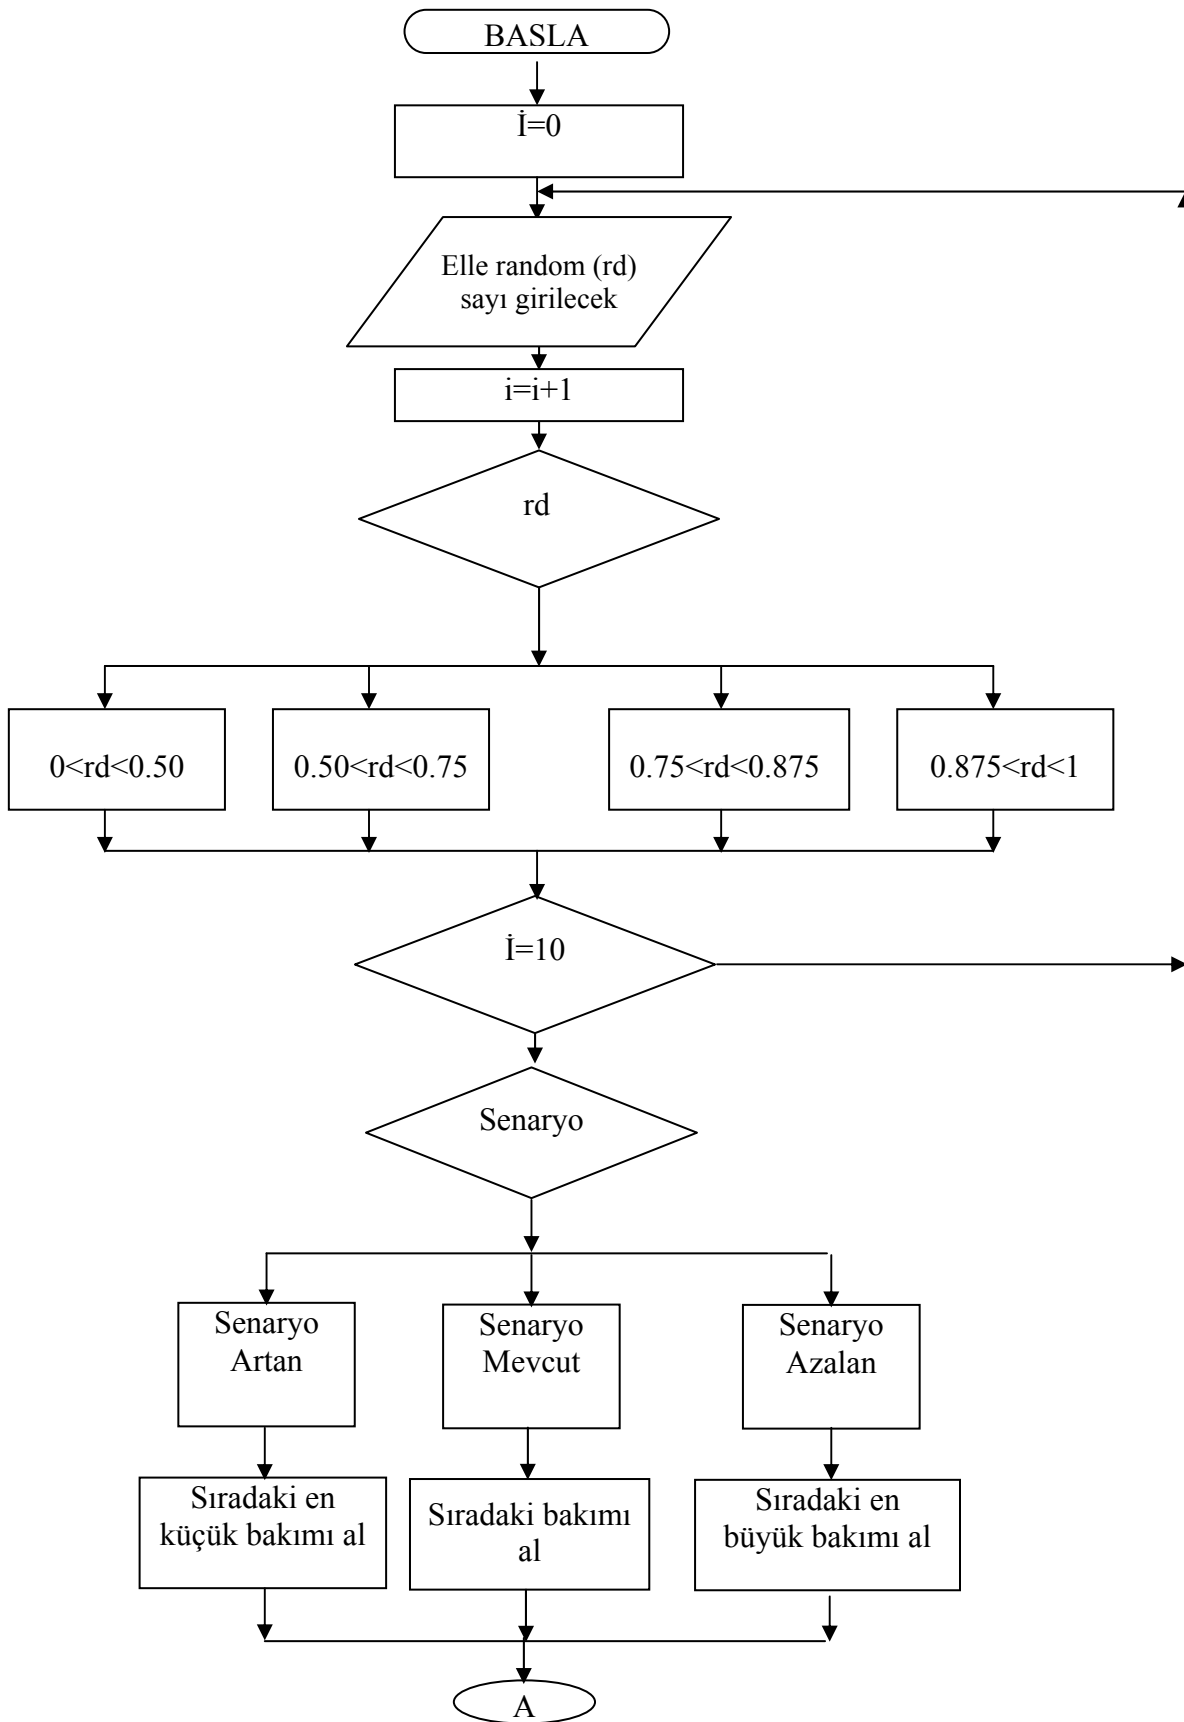 BASLA
İ=0
Elle random (rd)
sayı girilecek
i=i+1
rd
0<rd<0.50
0.50<rd<0.75
0.75<rd<0.875
0.875<rd<1
İ=10
Senaryo
Senaryo
Artan
Senaryo
Mevcut
Senaryo
Azalan
Sıradaki en
küçük bakımı al
Sıradaki bakımı
al
Sıradaki en
büyük bakımı al
A